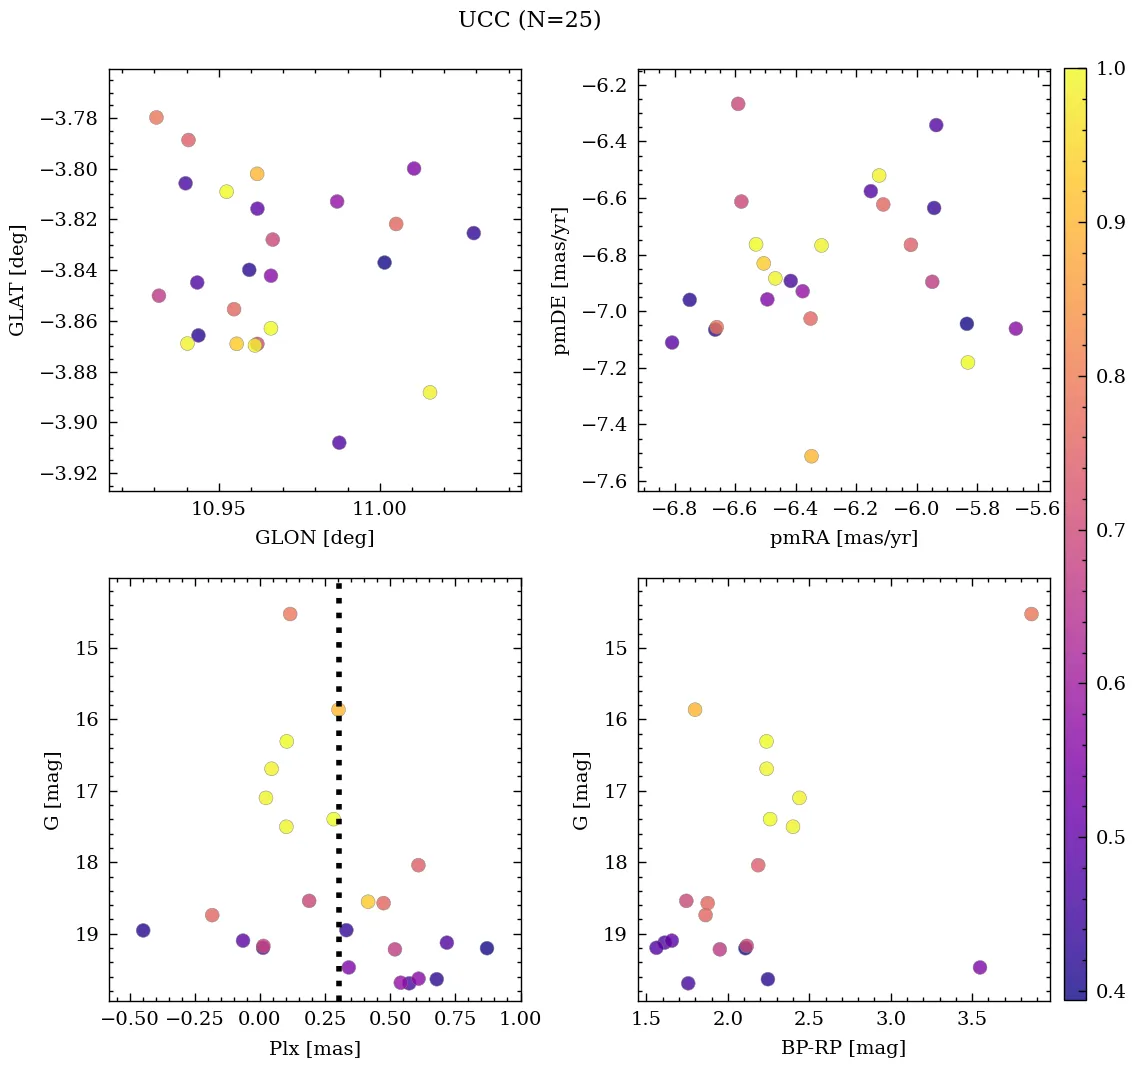 UCC (N=25)
−3.78
−3.80
−3.82
−3.84
−3.86
−3.88
−3.90
−3.92
GLAT [deg]
10.95 11.00
GLON [deg]
−6.2
−6.4
−6.6
−6.8
−7.0
−7.2
−7.4
−7.6
pmDE [mas/yr]
−6.8 −6.6 −6.4 −6.2 −6.0 −5.8 −5.6
pmRA [mas/yr]
15
16
17
18
19
G [mag]
−0.50 −0.25 0.00 0.25 0.50 0.75 1.00
Plx [mas]
15
16
17
18
19
G [mag]
1.5 2.0 2.5 3.0 3.5
BP-RP [mag]
1.0
0.9
0.8
0.7
0.6
0.5
0.4